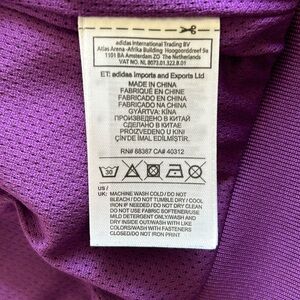 adidas International Trading BV
Atlas Arena -Afrika Building Hoogoorddreef 9a
1101 BA Amsterdam ZO The Netherlands
VAT NO. NL 8073.01.322.B.01
ET: adidas Imports and Exports Ltd
MADE IN CHINA
FABRIQUÉ EN CHINE
FABRICADO EN CHINA
FABRICADO NA CHINA
GYÁRTVA: KÍNA
ПРОИЗВЕДЕНО В КИТАЙ
СДЕЛАНО В КИТАЕ
PROIZVEDENO U KINI
ÇİN'DE İMAL EDİLMİŞTİR.
RN# 88387 CA# 40312
30
US /
UK: MACHINE WASH COLD/DO NOT
BLEACH/DO NOT TUMBLE DRY/ COOL
IRON IF NEEDED/ DO NOT DRY CLEAN/
DO NOT USE FABRIC SOFTENER/USE
MILD DETERGENT ONLY/WASH AND
DRY INSIDE OUT/WASH WITH LIKE
COLORS/WASH WITH FASTENERS
CLOSED/DO NOT IRON PRINT